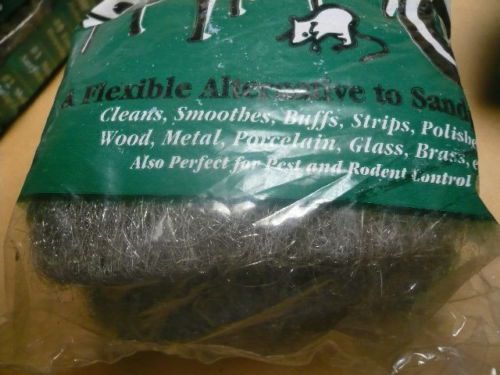 A Flexible Alternative to Sand
Cleans, Smoothes, Buffs, Strips, Polishe
Wood, Metal, Porcelain, Glass, Brass, e
Also Perfect for Pest and Rodent Control